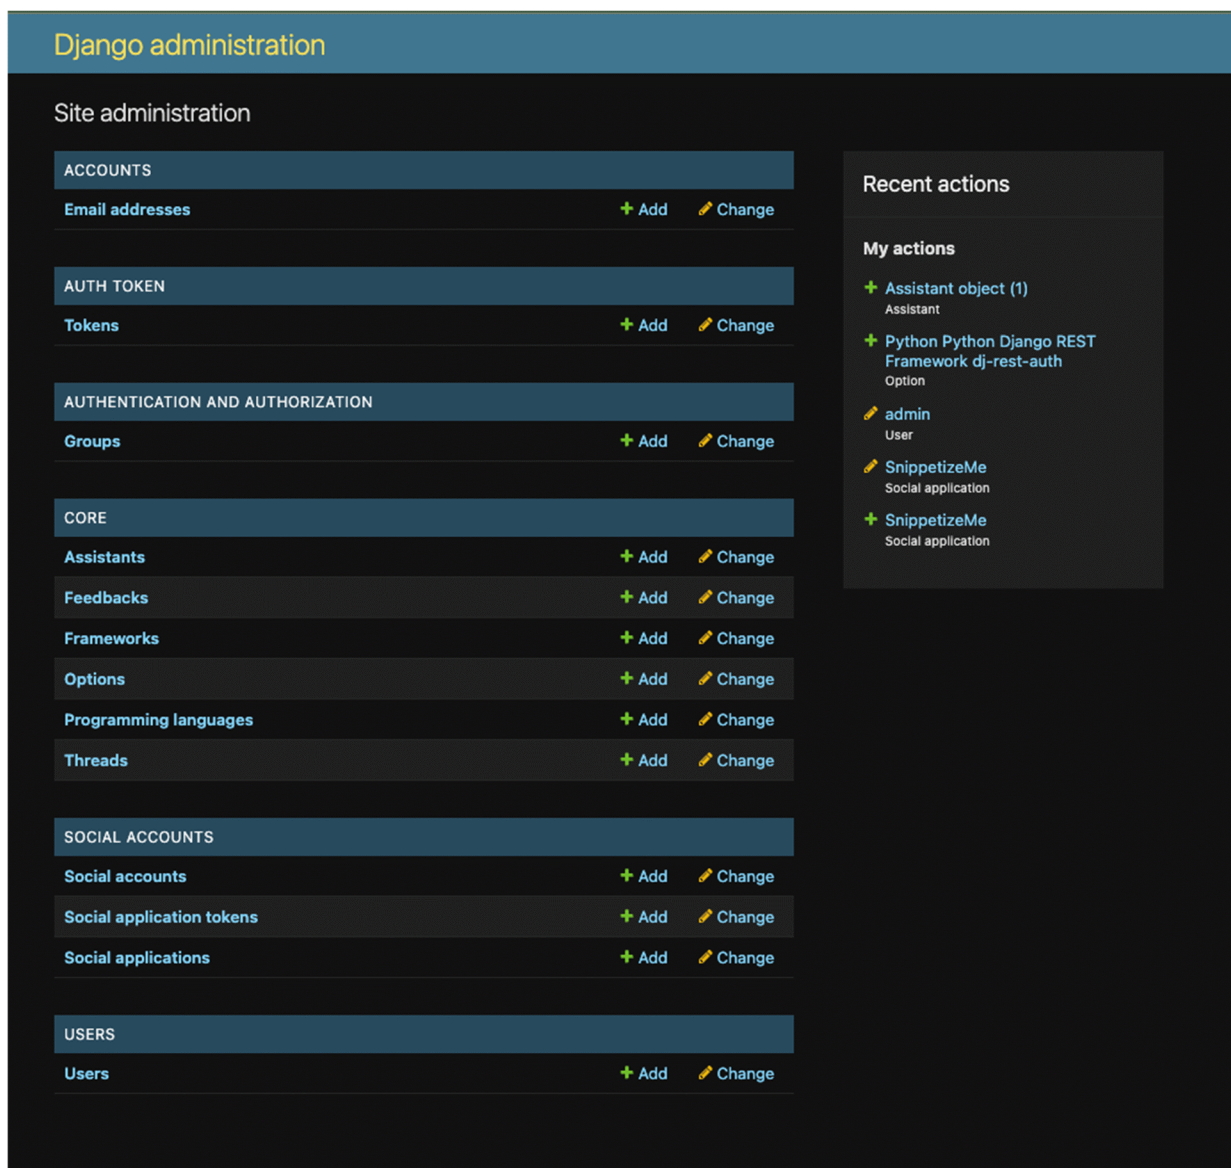 Django administration
Site administration
ACCOUNTS
Email addresses Add Change
AUTH TOKEN
Tokens Add Change
AUTHENTICATION AND AUTHORIZATION
Groups Add Change
CORE
Assistants Add Change
Feedbacks Add Change
Frameworks Add Change
Options Add Change
Programming languages Add Change
Threads Add Change
SOCIAL ACCOUNTS
Social accounts Add Change
Social application tokens Add Change
Social applications Add Change
USERS
Users Add Change
Recent actions
My actions
Assistant object (1)
Assistant
Python Python Django REST
Framework dj-rest-auth
Option
admin
User
SnippetizeMe
Social application
SnippetizeMe
Social application